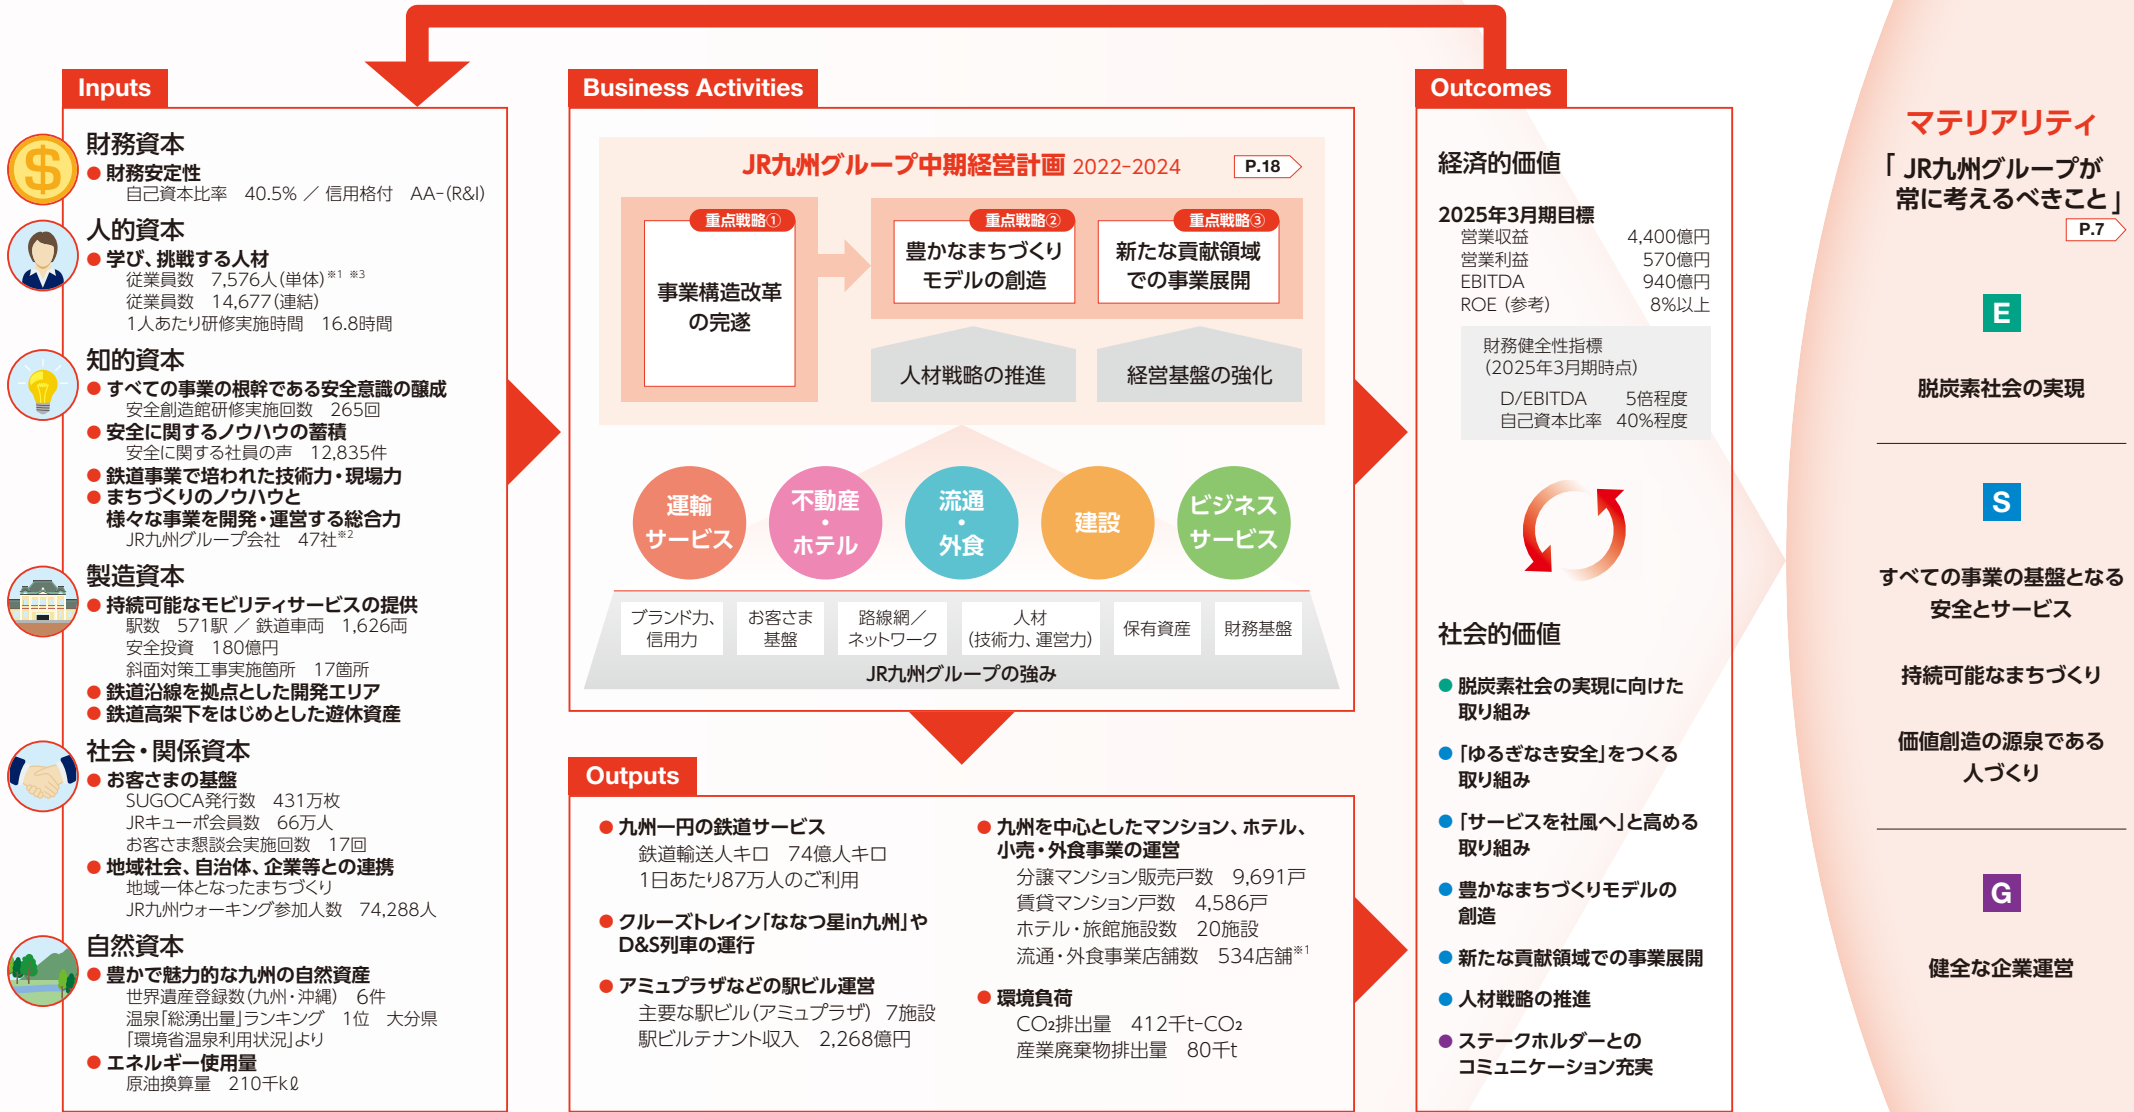 Inputs
財務資本
● 財務安定性
自己資本比率 40.5% ／ 信用格付 AA-(R&I)
人的資本
● 学び、挑戦する人材
従業員数 7,576人(単体)※1 ※3
従業員数 14,677(連結)
1人あたり研修実施時間 16.8時間
知的資本
● すべての事業の根幹である安全意識の醸成
安全創造館研修実施回数 265回
● 安全に関するノウハウの蓄積
安全に関する社員の声 12,835件
● 鉄道事業で培われた技術力・現場力
● まちづくりのノウハウと
様々な事業を開発・運営する総合力
JR九州グループ会社 47社※2
製造資本
● 持続可能なモビリティサービスの提供
駅数 571駅 ／ 鉄道車両 1,626両
安全投資 180億円
斜面対策工事実施箇所 17箇所
● 鉄道沿線を拠点とした開発エリア
● 鉄道高架下をはじめとした遊休資産
社会・関係資本
● お客さまの基盤
SUGOCA発行数 431万枚
JRキューポ会員数 66万人
お客さま懇談会実施回数 17回
● 地域社会、自治体、企業等との連携
地域一体となったまちづくり
JR九州ウォーキング参加人数 74,288人
自然資本
● 豊かで魅力的な九州の自然資産
世界遺産登録数(九州・沖縄) 6件
温泉「総湧出量」ランキング 1位 大分県
「環境省温泉利用状況」より
● エネルギー使用量
原油換算量 210千kℓ
Business Activities
JR九州グループ中期経営計画 2022-2024
P.18
重点戦略①
事業構造改革
の完遂
重点戦略②
豊かなまちづくり
モデルの創造
重点戦略③
新たな貢献領域
での事業展開
人材戦略の推進
経営基盤の強化
運輸
サービス
不動産
・
ホテル
流通
・
外食
建設
ビジネス
サービス
ブランド力、
信用力
お客さま
基盤
路線網／
ネットワーク
人材
(技術力、運営力)
保有資産
財務基盤
JR九州グループの強み
Outputs
● 九州一円の鉄道サービス
鉄道輸送人キロ 74億人キロ
1日あたり87万人のご利用
● クルーズトレイン「ななつ星in九州」や
D&S列車の運行
● アミュプラザなどの駅ビル運営
主要な駅ビル(アミュプラザ) 7施設
駅ビルテナント収入 2,268億円
● 九州を中心としたマンション、ホテル、
小売・外食事業の運営
分譲マンション販売戸数 9,691戸
賃貸マンション戸数 4,586戸
ホテル・旅館施設数 20施設
流通・外食事業店舗数 534店舗※1
● 環境負荷
CO₂排出量 412千t-CO₂
産業廃棄物排出量 80千t
Outcomes
経済的価値
2025年3月期目標
営業収益 4,400億円
営業利益 570億円
EBITDA 940億円
ROE (参考) 8%以上
財務健全性指標
(2025年3月期時点)
D/EBITDA 5倍程度
自己資本比率 40%程度
社会的価値
● 脱炭素社会の実現に向けた
取り組み
● 「ゆるぎなき安全」をつくる
取り組み
● 「サービスを社風へ」と高める
取り組み
● 豊かなまちづくりモデルの
創造
● 新たな貢献領域での事業展開
● 人材戦略の推進
● ステークホルダーとの
コミュニケーション充実
マテリアリティ
「JR九州グループが
常に考えるべきこと」
P.7
E
脱炭素社会の実現
S
すべての事業の基盤となる
安全とサービス
持続可能なまちづくり
価値創造の源泉である
人づくり
G
健全な企業運営